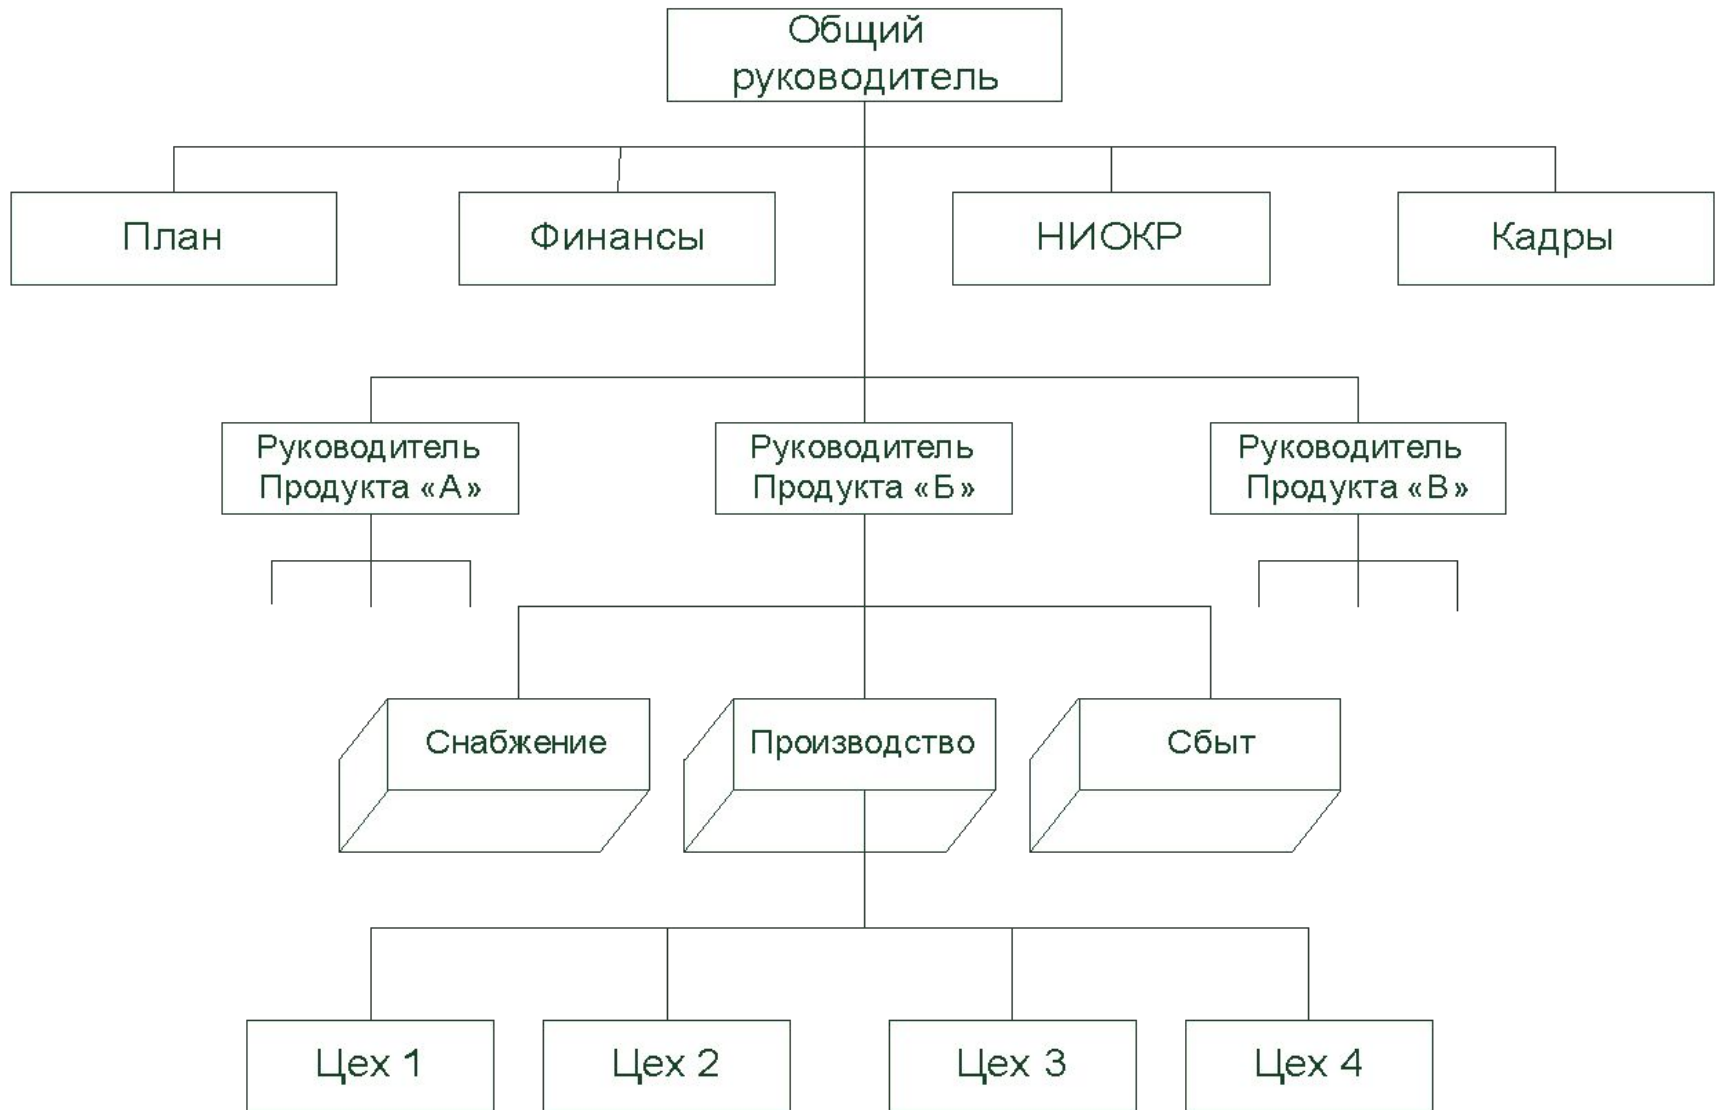 Общий
руководитель
План
Финансы
НИОКР
Кадры
Руководитель
Продукта «А»
Руководитель
Продукта «Б»
Руководитель
Продукта «В»
Снабжение
Производство
Сбыт
Цех 1
Цех 2
Цех 3
Цех 4